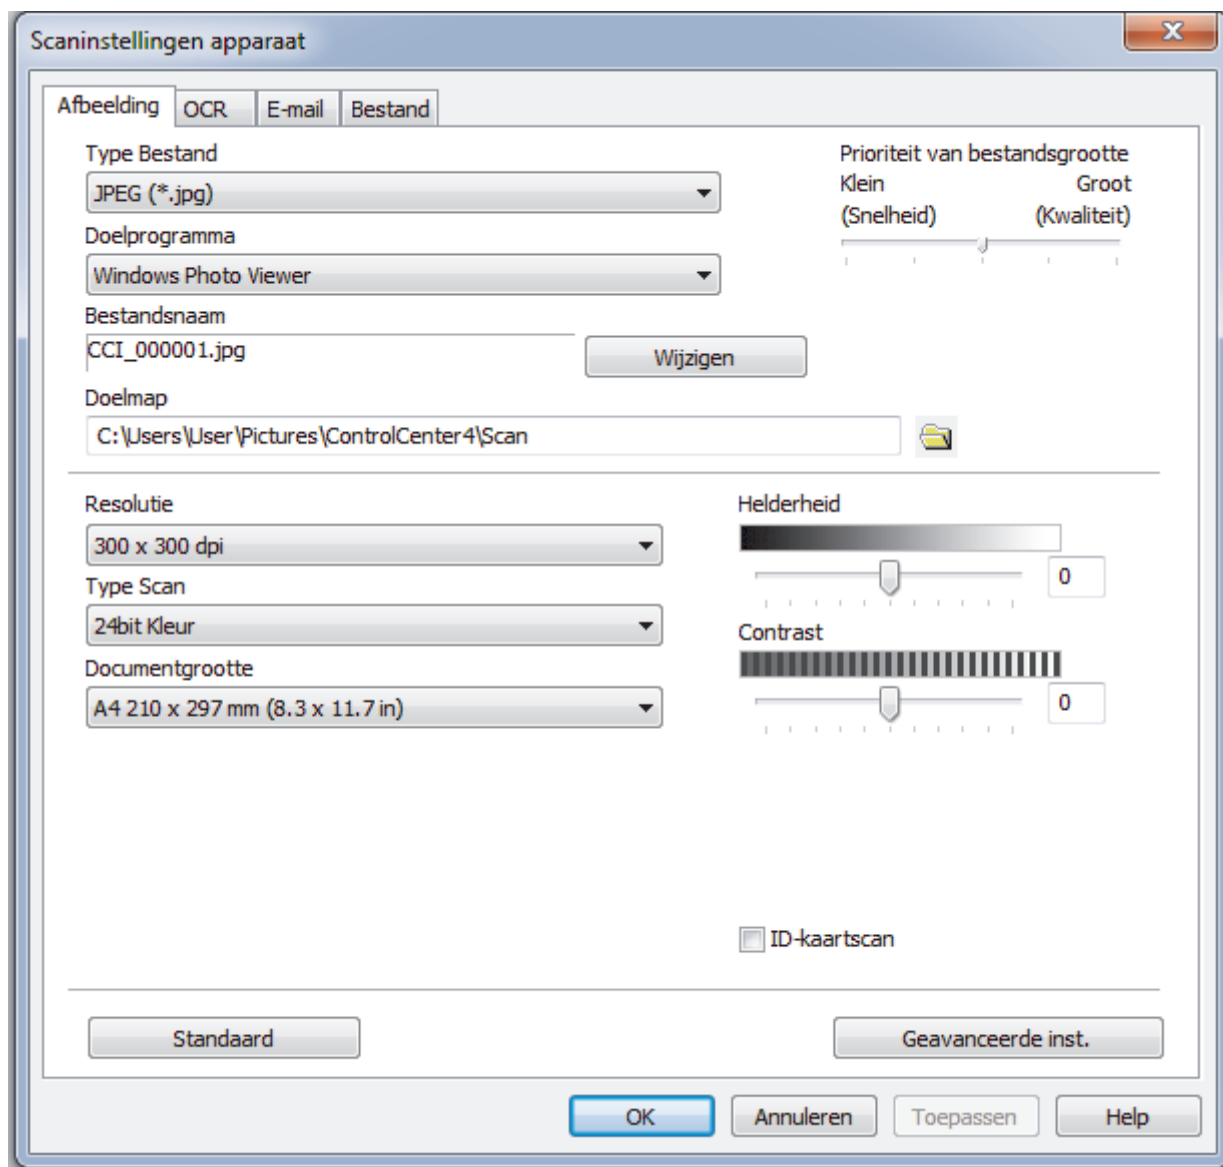 Scaninstellingen apparaat
Afbeelding OCR E-mail Bestand
Type Bestand
JPEG (*.jpg)
Prioriteit van bestandsgrootte
Klein Groot
(Snelheid) (Kwaliteit)
Doelprogramma
Windows Photo Viewer
Bestandsnaam
CCI_000001.jpg
Wijzigen
Doelmap
C:\Users\User\Pictures\ControlCenter4\Scan
Resolutie
300 x 300 dpi
Type Scan
24bit Kleur
Documentgrootte
A4 210 x 297 mm (8.3 x 11.7 in)
Helderheid
0
Contrast
0
ID-kaartscan
Standaard Geavanceerde inst.
OK Annuleren Toepassen Help